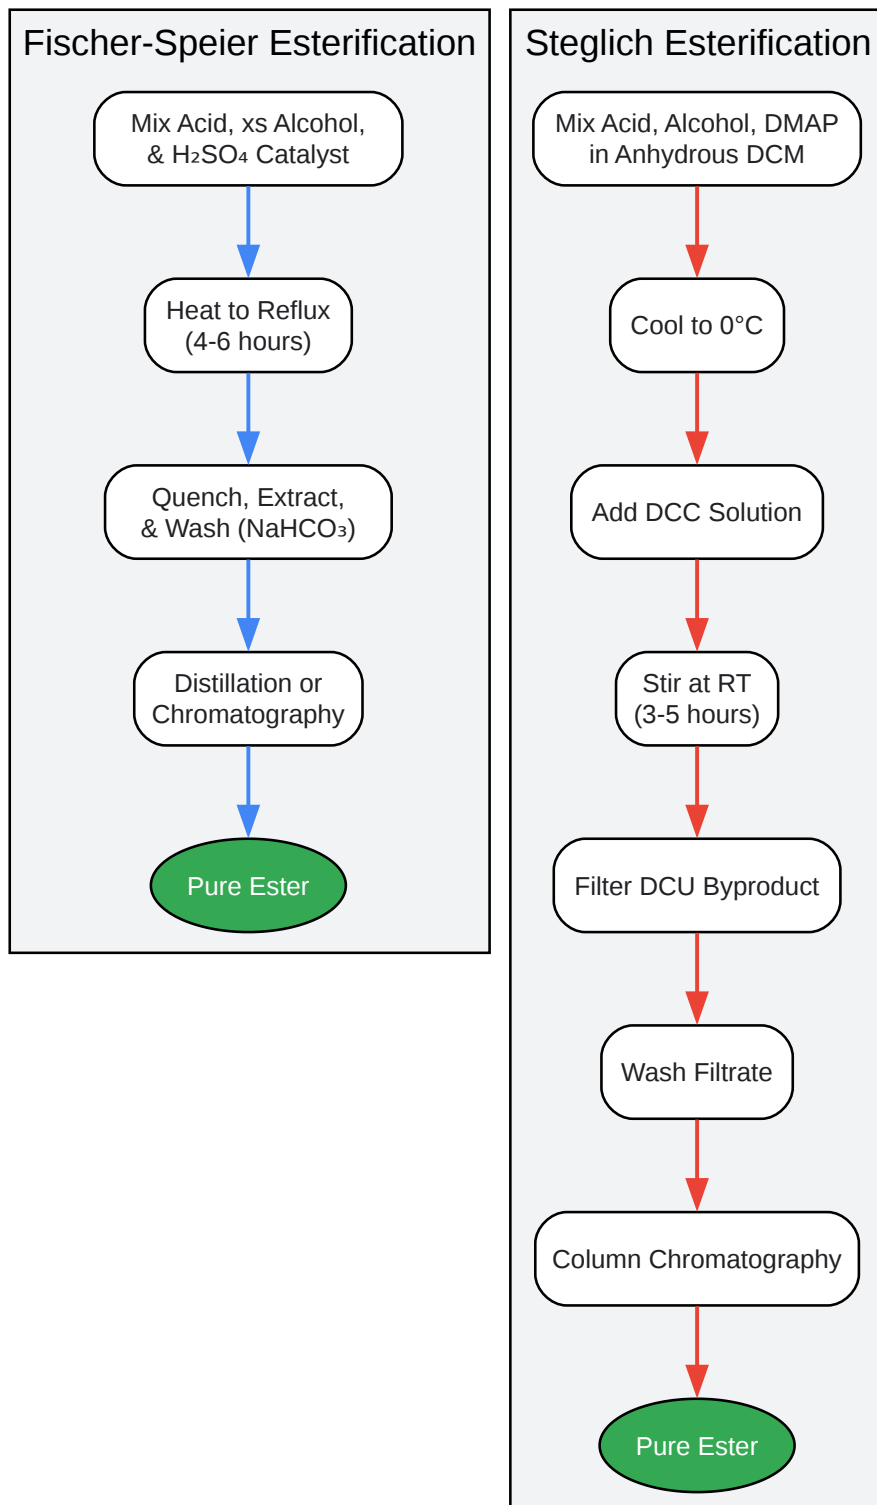 Fischer-Speier Esterification
Mix Acid, xs Alcohol,
& H₂SO₄ Catalyst
Heat to Reflux
(4-6 hours)
Quench, Extract,
& Wash (NaHCO₃)
Distillation or
Chromatography
Pure Ester
Steglich Esterification
Mix Acid, Alcohol, DMAP
in Anhydrous DCM
Cool to 0°C
Add DCC Solution
Stir at RT
(3-5 hours)
Filter DCU Byproduct
Wash Filtrate
Column Chromatography
Pure Ester